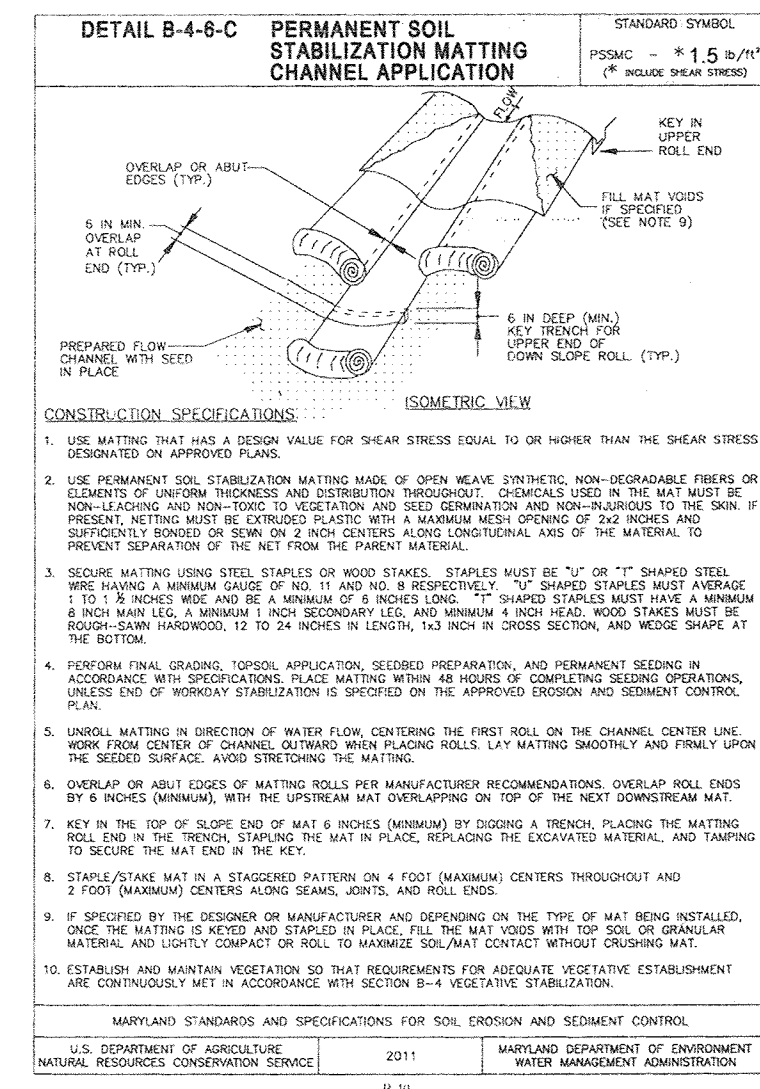 DETAIL B-4-6-C
PERMANENT SOIL
STABILIZATION MATTING
CHANNEL APPLICATION
STANDARD SYMBOL
PSSMC - * 1.5 lb/ft²
(* INCLUDE SHEAR STRESS)
FLOW
KEY IN
UPPER
ROLL END
OVERLAP OR ABUT
EDGES (TYP.)
FILL MAT VOIDS
IF SPECIFIED
(SEE NOTE 9)
6 IN MIN.
OVERLAP
AT ROLL
END (TYP.)
6 IN DEEP (MIN.)
KEY TRENCH FOR
UPPER END OF
DOWN SLOPE ROLL (TYP.)
PREPARED FLOW
CHANNEL WITH SEED
IN PLACE
ISOMETRIC VIEW
CONSTRUCTION SPECIFICATIONS:
1. USE MATTING THAT HAS A DESIGN VALUE FOR SHEAR STRESS EQUAL TO OR HIGHER THAN THE SHEAR STRESS
DESIGNATED ON APPROVED PLANS.
2. USE PERMANENT SOIL STABILIZATION MATTING MADE OF OPEN WEAVE SYNTHETIC, NON-DEGRADABLE FIBERS OR
ELEMENTS OF UNIFORM THICKNESS AND DISTRIBUTION THROUGHOUT. CHEMICALS USED IN THE MAT MUST BE
NON-LEACHING AND NON-TOXIC TO VEGETATION AND SEED GERMINATION AND NON-INJURIOUS TO THE SKIN. IF
PRESENT, NETTING MUST BE EXTRUDED PLASTIC WITH A MAXIMUM MESH OPENING OF 2x2 INCHES AND
SUFFICIENTLY BONDED OR SEWN ON 2 INCH CENTERS ALONG LONGITUDINAL AXIS OF THE MATERIAL TO
PREVENT SEPARATION OF THE NET FROM THE PARENT MATERIAL.
3. SECURE MATTING USING STEEL STAPLES OR WOOD STAKES. STAPLES MUST BE "U" OR "T" SHAPED STEEL
WIRE HAVING A MINIMUM GAUGE OF NO. 11 AND NO. 8 RESPECTIVELY. "U" SHAPED STAPLES MUST AVERAGE
1 TO 1 ½ INCHES WIDE AND BE A MINIMUM OF 6 INCHES LONG. "T" SHAPED STAPLES MUST HAVE A MINIMUM
8 INCH MAIN LEG, A MINIMUM 1 INCH SECONDARY LEG, AND MINIMUM 4 INCH HEAD. WOOD STAKES MUST BE
ROUGH-SAWN HARDWOOD, 12 TO 24 INCHES IN LENGTH, 1x3 INCH IN CROSS SECTION, AND WEDGE SHAPE AT
THE BOTTOM.
4. PERFORM FINAL GRADING, TOPSOIL APPLICATION, SEEDBED PREPARATION, AND PERMANENT SEEDING IN
ACCORDANCE WITH SPECIFICATIONS. PLACE MATTING WITHIN 48 HOURS OF COMPLETING SEEDING OPERATIONS,
UNLESS END OF WORKDAY STABILIZATION IS SPECIFIED ON THE APPROVED EROSION AND SEDIMENT CONTROL
PLAN.
5. UNROLL MATTING IN DIRECTION OF WATER FLOW, CENTERING THE FIRST ROLL ON THE CHANNEL CENTER LINE.
WORK FROM CENTER OF CHANNEL OUTWARD WHEN PLACING ROLLS. LAY MATTING SMOOTHLY AND FIRMLY UPON
THE SEEDED SURFACE. AVOID STRETCHING THE MATTING.
6. OVERLAP OR ABUT EDGES OF MATTING ROLLS PER MANUFACTURER RECOMMENDATIONS. OVERLAP ROLL ENDS
BY 6 INCHES (MINIMUM), WITH THE UPSTREAM MAT OVERLAPPING ON TOP OF THE NEXT DOWNSTREAM MAT.
7. KEY IN THE TOP OF SLOPE END OF MAT 6 INCHES (MINIMUM) BY DIGGING A TRENCH, PLACING THE MATTING
ROLL END IN THE TRENCH, STAPLING THE MAT IN PLACE, REPLACING THE EXCAVATED MATERIAL, AND TAMPING
TO SECURE THE MAT END IN THE KEY.
8. STAPLE/STAKE MAT IN A STAGGERED PATTERN ON 4 FOOT (MAXIMUM) CENTERS THROUGHOUT AND
2 FOOT (MAXIMUM) CENTERS ALONG SEAMS, JOINTS, AND ROLL ENDS.
9. IF SPECIFIED BY THE DESIGNER OR MANUFACTURER AND DEPENDING ON THE TYPE OF MAT BEING INSTALLED,
ONCE THE MATTING IS KEYED AND STAPLED IN PLACE, FILL THE MAT VOIDS WITH TOP SOIL OR GRANULAR
MATERIAL AND LIGHTLY COMPACT OR ROLL TO MAXIMIZE SOIL/MAT CONTACT WITHOUT CRUSHING MAT.
10. ESTABLISH AND MAINTAIN VEGETATION SO THAT REQUIREMENTS FOR ADEQUATE VEGETATIVE ESTABLISHMENT
ARE CONTINUOUSLY MET IN ACCORDANCE WITH SECTION B-4 VEGETATIVE STABILIZATION.
MARYLAND STANDARDS AND SPECIFICATIONS FOR SOIL EROSION AND SEDIMENT CONTROL
U.S. DEPARTMENT OF AGRICULTURE
NATURAL RESOURCES CONSERVATION SERVICE
2011
MARYLAND DEPARTMENT OF ENVIRONMENT
WATER MANAGEMENT ADMINISTRATION